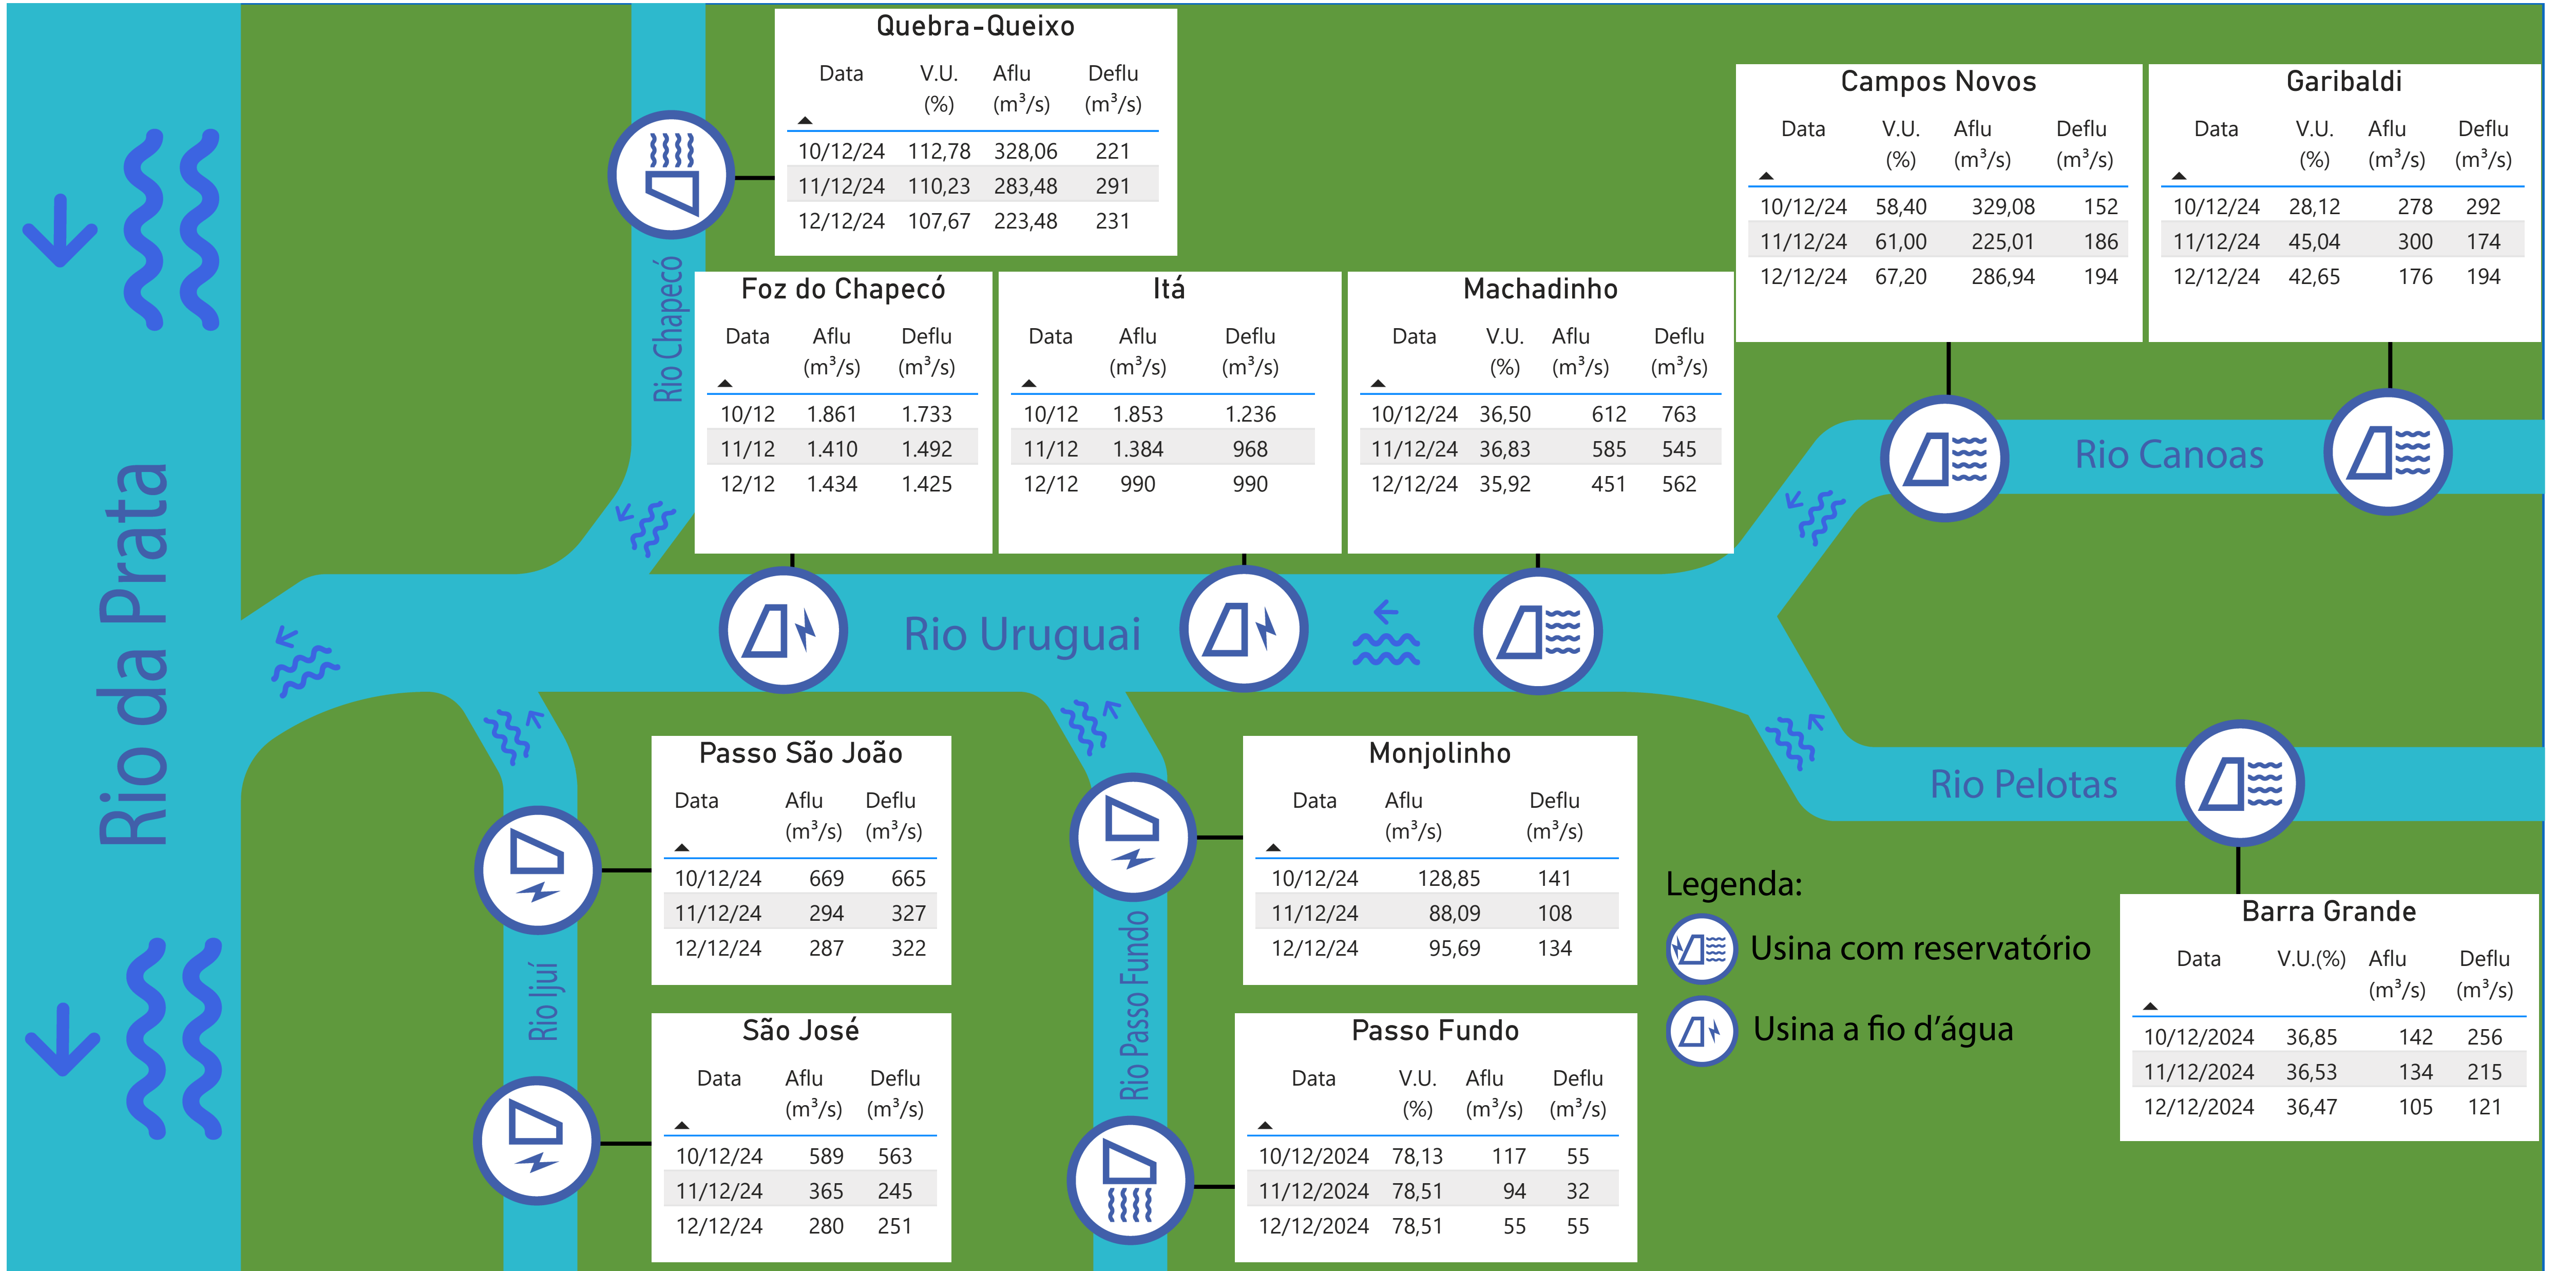 Rio da Prata
Quebra-Queixo
Data V.U. (%) Aflu (m³/s) Deflu (m³/s)
10/12/24 112,78 328,06 221
11/12/24 110,23 283,48 291
12/12/24 107,67 223,48 231
Rio Chapecó
Foz do Chapecó
Data Aflu (m³/s) Deflu (m³/s)
10/12 1.861 1.733
11/12 1.410 1.492
12/12 1.434 1.425
Itá
Data Aflu (m³/s) Deflu (m³/s)
10/12 1.853 1.236
11/12 1.384 968
12/12 990 990
Machadinho
Data V.U. (%) Aflu (m³/s) Deflu (m³/s)
10/12/24 36,50 612 763
11/12/24 36,83 585 545
12/12/24 35,92 451 562
Campos Novos
Data V.U. (%) Aflu (m³/s) Deflu (m³/s)
10/12/24 58,40 329,08 152
11/12/24 61,00 225,01 186
12/12/24 67,20 286,94 194
Garibaldi
Data V.U. (%) Aflu (m³/s) Deflu (m³/s)
10/12/24 28,12 278 292
11/12/24 45,04 300 174
12/12/24 42,65 176 194
Rio Canoas
Rio Uruguai
Rio Pelotas
Passo São João
Data Aflu (m³/s) Deflu (m³/s)
10/12/24 669 665
11/12/24 294 327
12/12/24 287 322
Rio Ijuí
São José
Data Aflu (m³/s) Deflu (m³/s)
10/12/24 589 563
11/12/24 365 245
12/12/24 280 251
Monjolinho
Data Aflu (m³/s) Deflu (m³/s)
10/12/24 128,85 141
11/12/24 88,09 108
12/12/24 95,69 134
Rio Passo Fundo
Passo Fundo
Data V.U. (%) Aflu (m³/s) Deflu (m³/s)
10/12/2024 78,13 117 55
11/12/2024 78,51 94 32
12/12/2024 78,51 55 55
Legenda:
Usina com reservatório
Usina a fio d’água
Barra Grande
Data V.U.(%) Aflu (m³/s) Deflu (m³/s)
10/12/2024 36,85 142 256
11/12/2024 36,53 134 215
12/12/2024 36,47 105 121